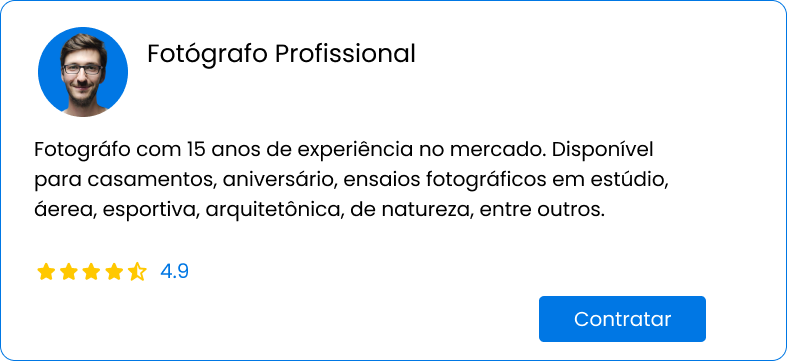 Fotógrafo Profissional
Fotográfo com 15 anos de experiência no mercado. Disponível
para casamentos, aniversário, ensaios fotográficos em estúdio,
áerea, esportiva, arquitetônica, de natureza, entre outros.
4.9
Contratar